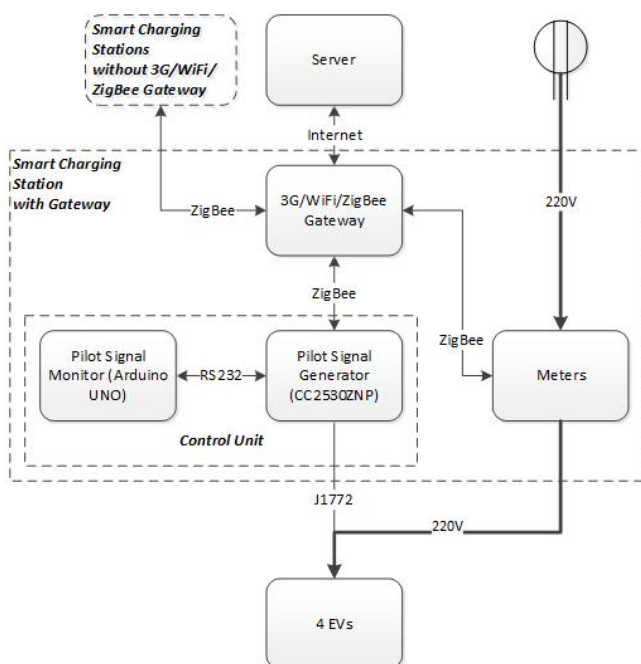 Smart Charging
Stations
without 3G/WiFi/
ZigBee Gateway
Server
Internet
Smart Charging
Station
with Gateway
ZigBee
3G/WiFi/ZigBee
Gateway
220V
ZigBee
ZigBee
Pilot Signal
Monitor (Arduino
UNO)
RS232
Pilot Signal
Generator
(CC2530ZNP)
Meters
Control Unit
J1772
220V
4 EVs